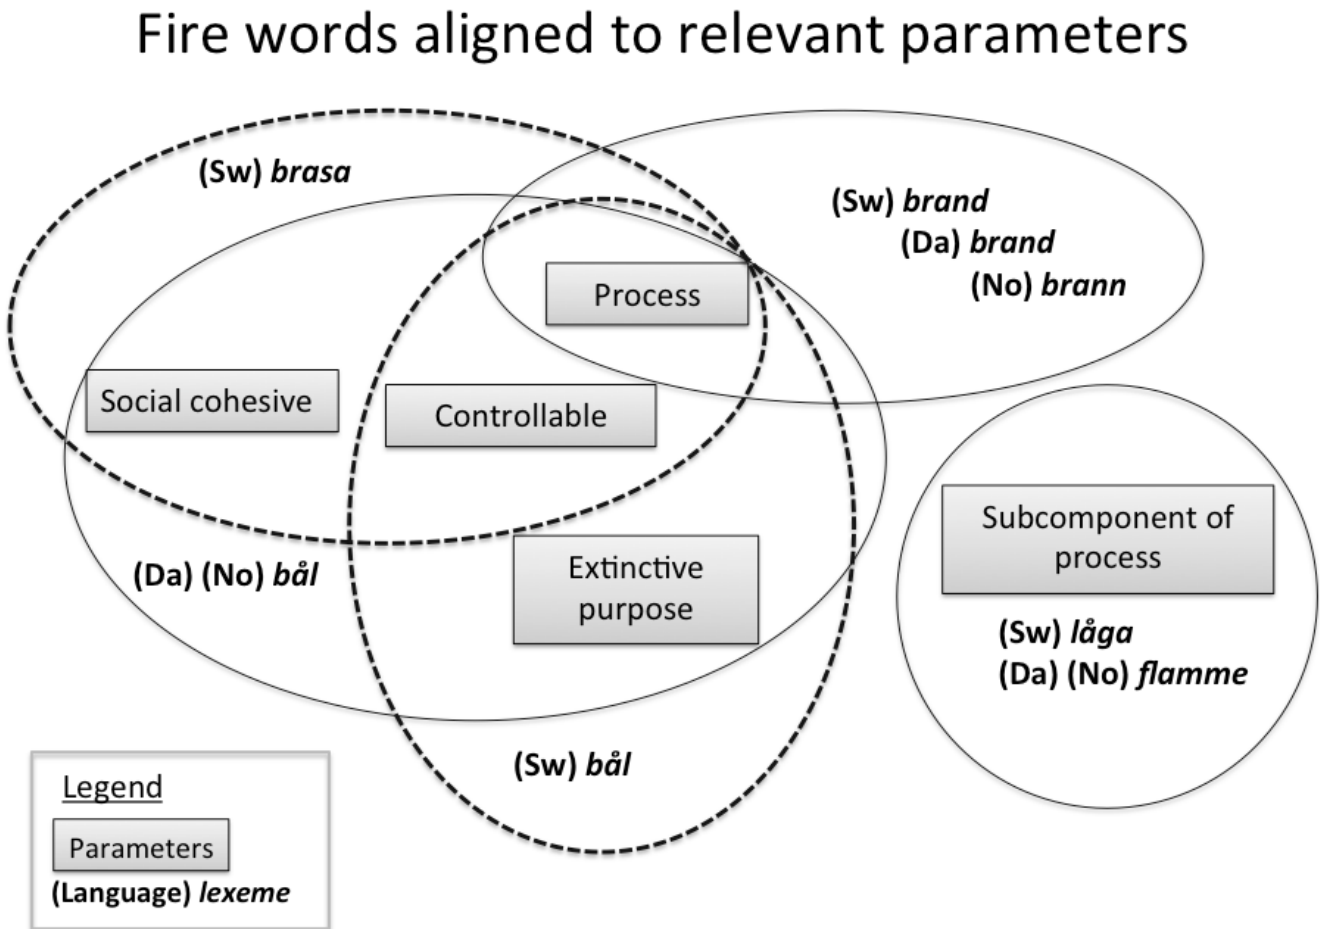 Fire words aligned to relevant parameters
(Sw) brasa
(Sw) brand
(Da) brand
(No) brann
Process
Social cohesive
Controllable
Subcomponent of
process
Extinctive
purpose
(Da) (No) bål
(Sw) låga
(Da) (No) flamme
(Sw) bål
Legend
Parameters
(Language) lexeme